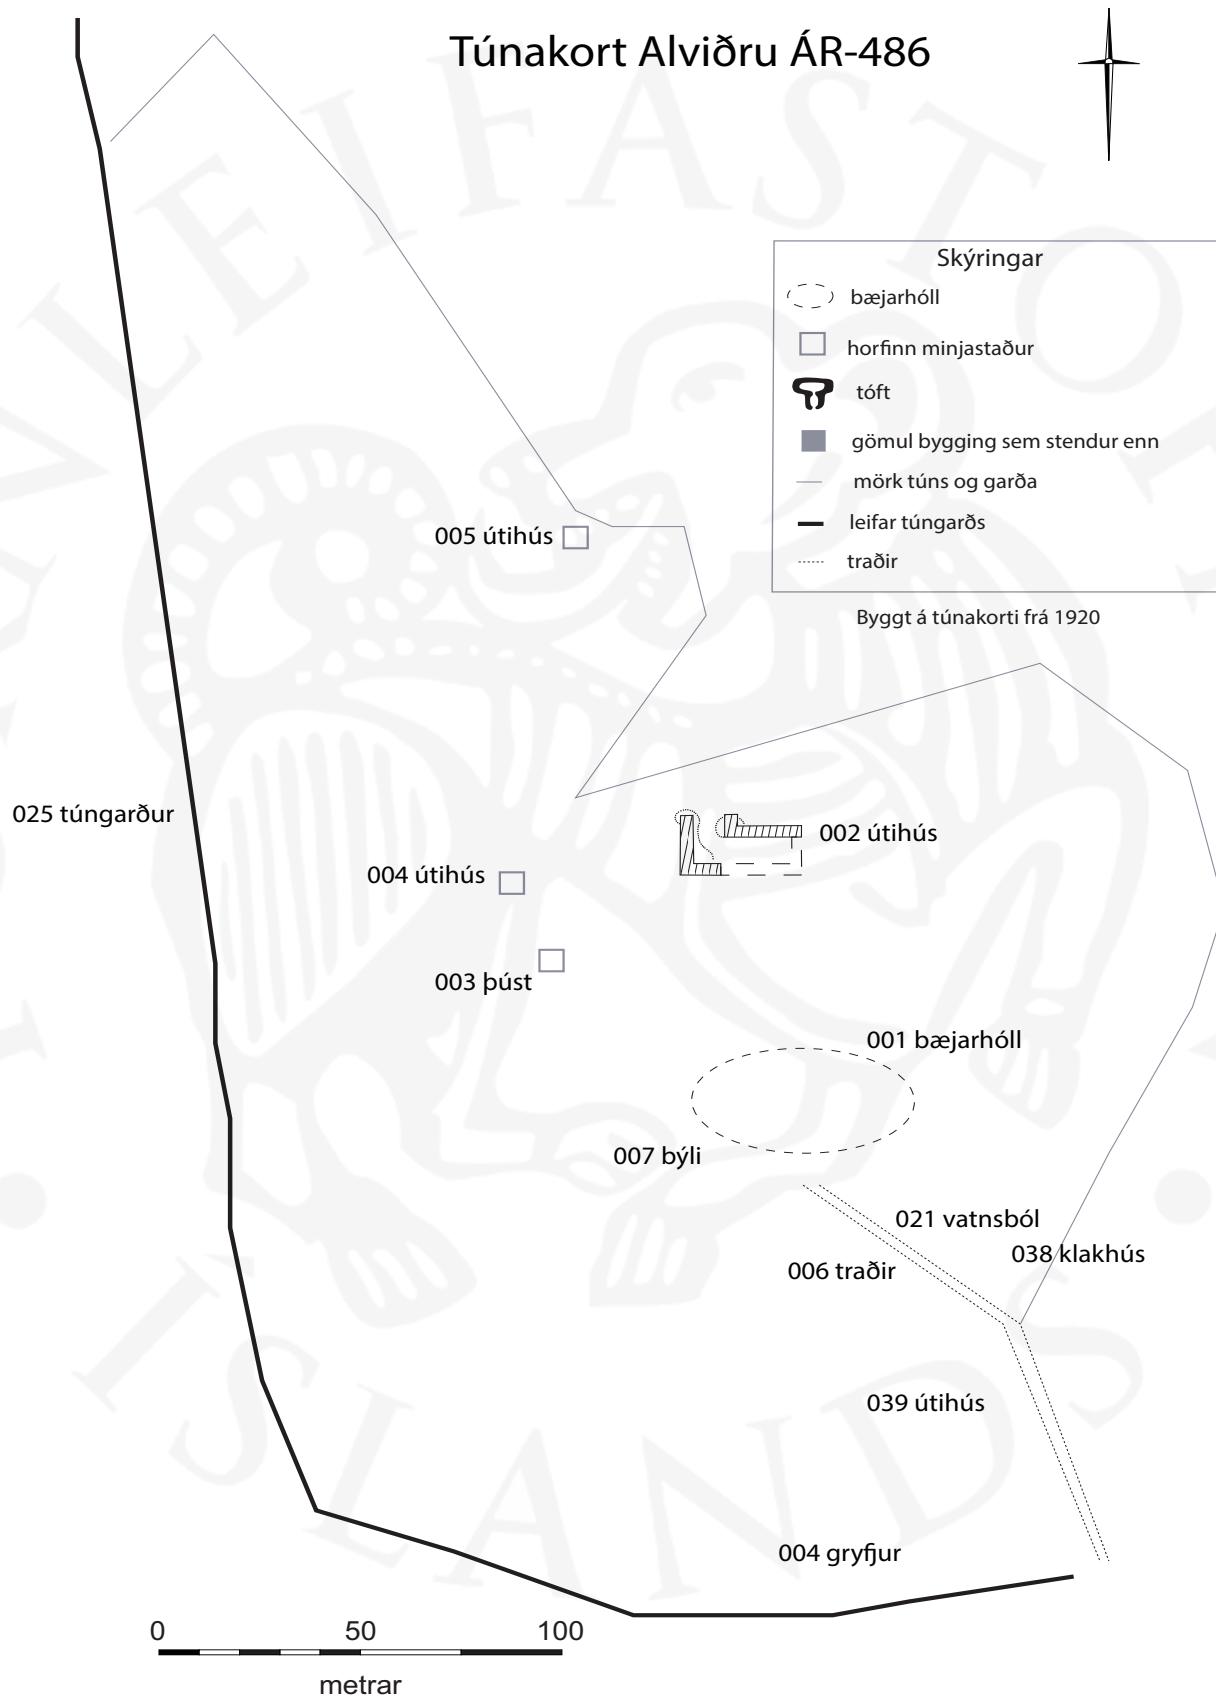 Túnakort Alviðru ÁR-486
Skýringar
bæjarhóll
horfinn minjastaður
tóft
gömul bygging sem stendur enn
mörk túns og garða
leifar túngarðs
traðir
Byggt á túnakorti frá 1920
005 útihús
025 túngarður
002 útihús
004 útihús
003 þúst
001 bæjarhóll
007 býli
021 vatnsból
038 klakhús
006 traðir
039 útihús
004 gryfjur
0 50 100
metrar
FORNLEIFASTOFNUN
ÍSLANDS